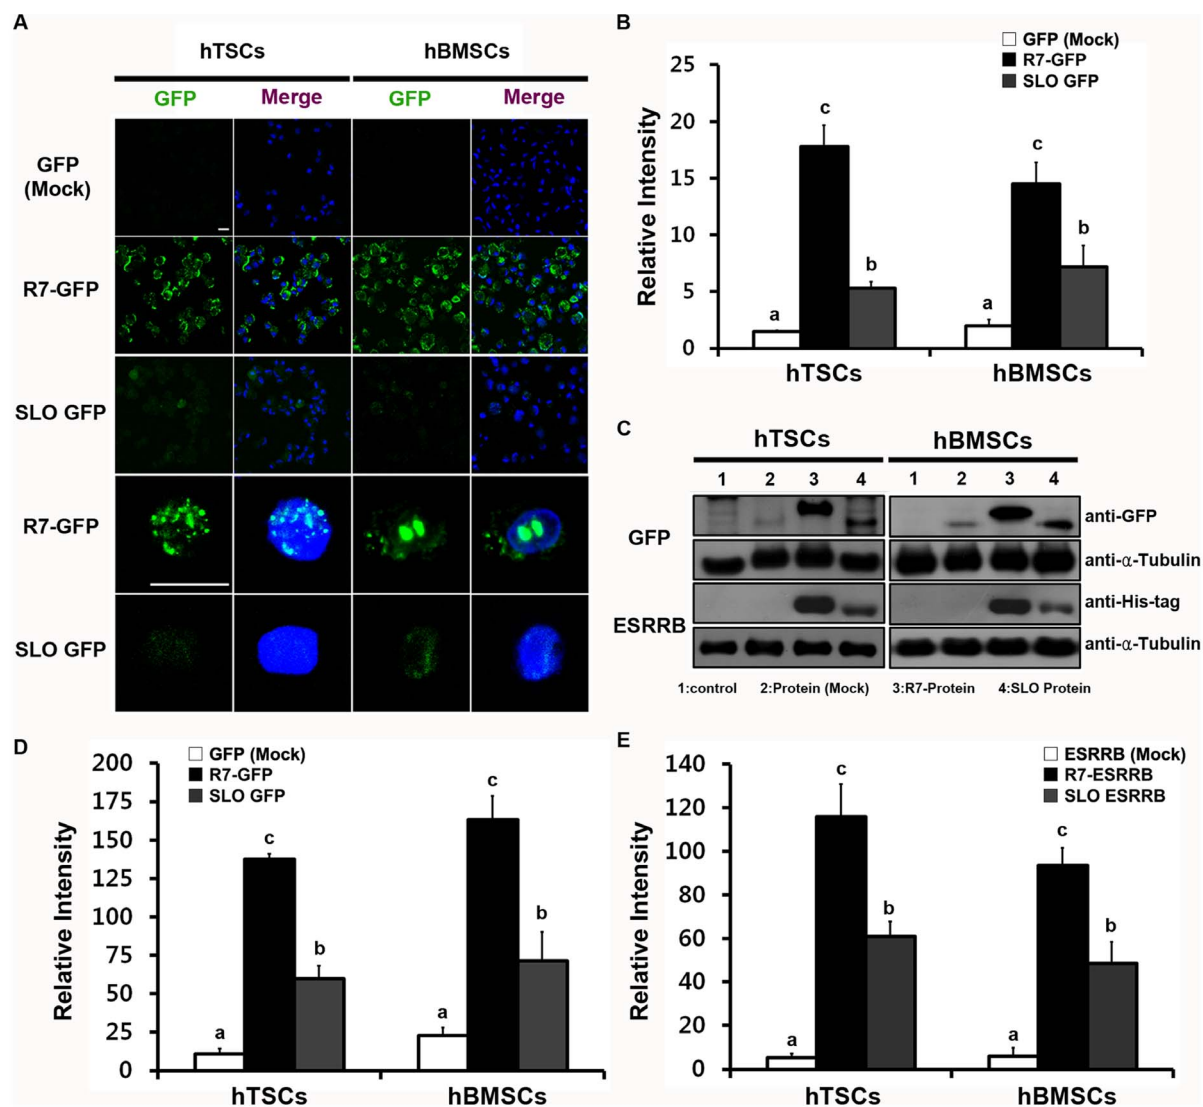 A
hTSCs hBMSCs
GFP Merge GFP Merge
GFP
(Mock)
R7-GFP
SLO GFP
R7-GFP
SLO GFP
B
GFP (Mock)
R7-GFP
SLO GFP
Relative Intensity
25
20
15
10
5
0
a c b a c b
hTSCs hBMSCs
C
hTSCs hBMSCs
1 2 3 4 1 2 3 4
GFP
anti-GFP
anti-α-Tubulin
ESRRB
anti-His-tag
anti-α-Tubulin
1:control 2:Protein (Mock) 3:R7-Protein 4:SLO Protein
D
GFP (Mock)
R7-GFP
SLO GFP
Relative Intensity
200
175
150
125
100
75
50
25
0
a c b a c b
hTSCs hBMSCs
E
ESRRB (Mock)
R7-ESRRB
SLO ESRRB
Relative Intensity
140
120
100
80
60
40
20
0
a c b a c b
hTSCs hBMSCs